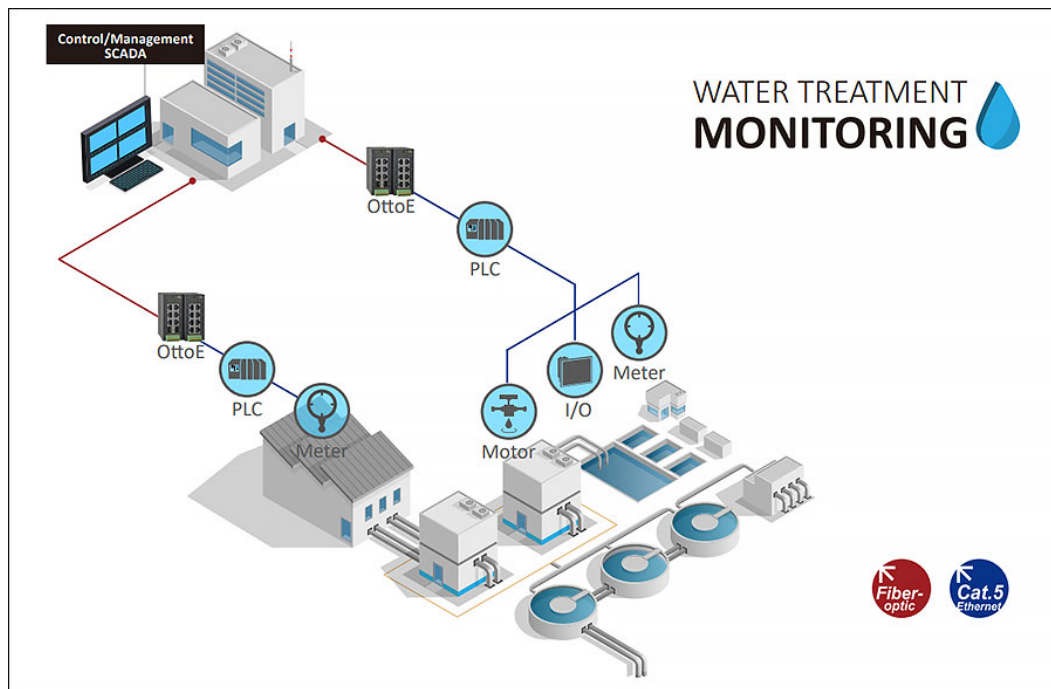 Control/Management
SCADA
WATER TREATMENT
MONITORING
OttoE
PLC
OttoE
PLC
Meter
Meter
I/O
Motor
Fiber-
optic
Cat.5
Ethernet